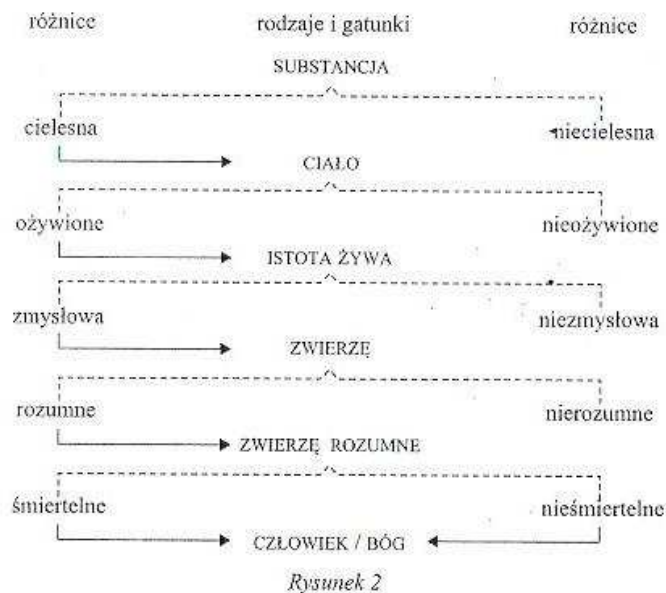 różnice rodzaje i gatunki różnice
SUBSTANCJA
cielesna niecielesna
CIAŁO
ożywione nieożywione
ISTOTA ŻYWA
zmysłowa niezmysłowa
ZWIERZĘ
rozumne nierozumne
ZWIERZĘ ROZUMNE
śmiertelne nieśmiertelne
CZŁOWIEK / BÓG
Rysunek 2